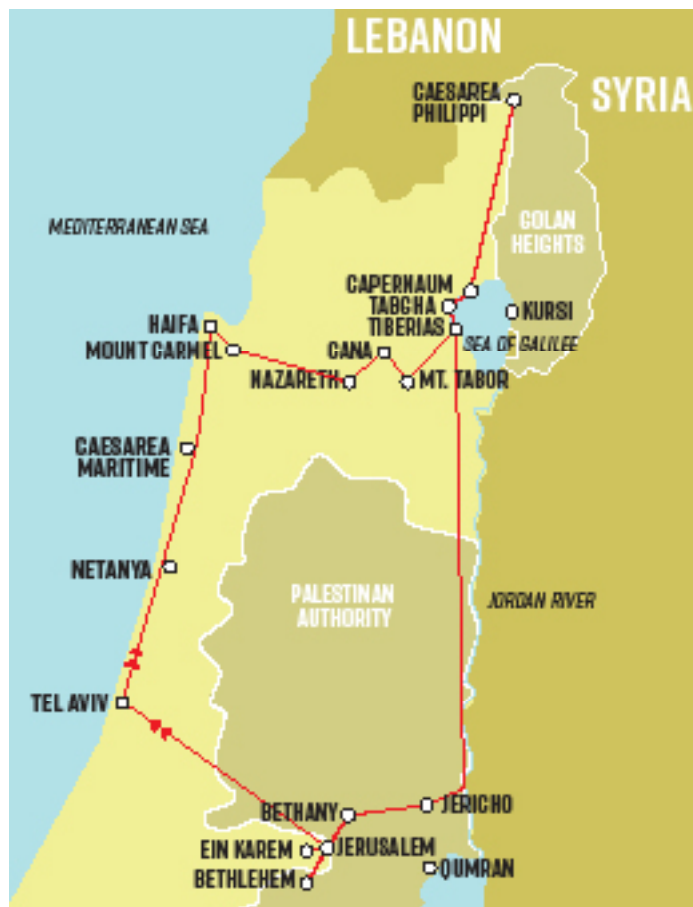 LEBANON
CAESAREA
PHILIPPI
SYRIA
MEDITERRANEAN SEA
GOLAN
HEIGHTS
CAPERNAUM
TABGHA
KURSI
HAIFA
TIBERIAS
SEA OF GALILEE
MOUNT CARMEL
CANA
NAZARETH
MT. TABOR
CAESAREA
MARITIME
NETANYA
PALESTINAN
AUTHORITY
JORDAN RIVER
TEL AVIV
BETHANY
JERICHO
EIN KAREM
JERUSALEM
QUMRAN
BETHLEHEM